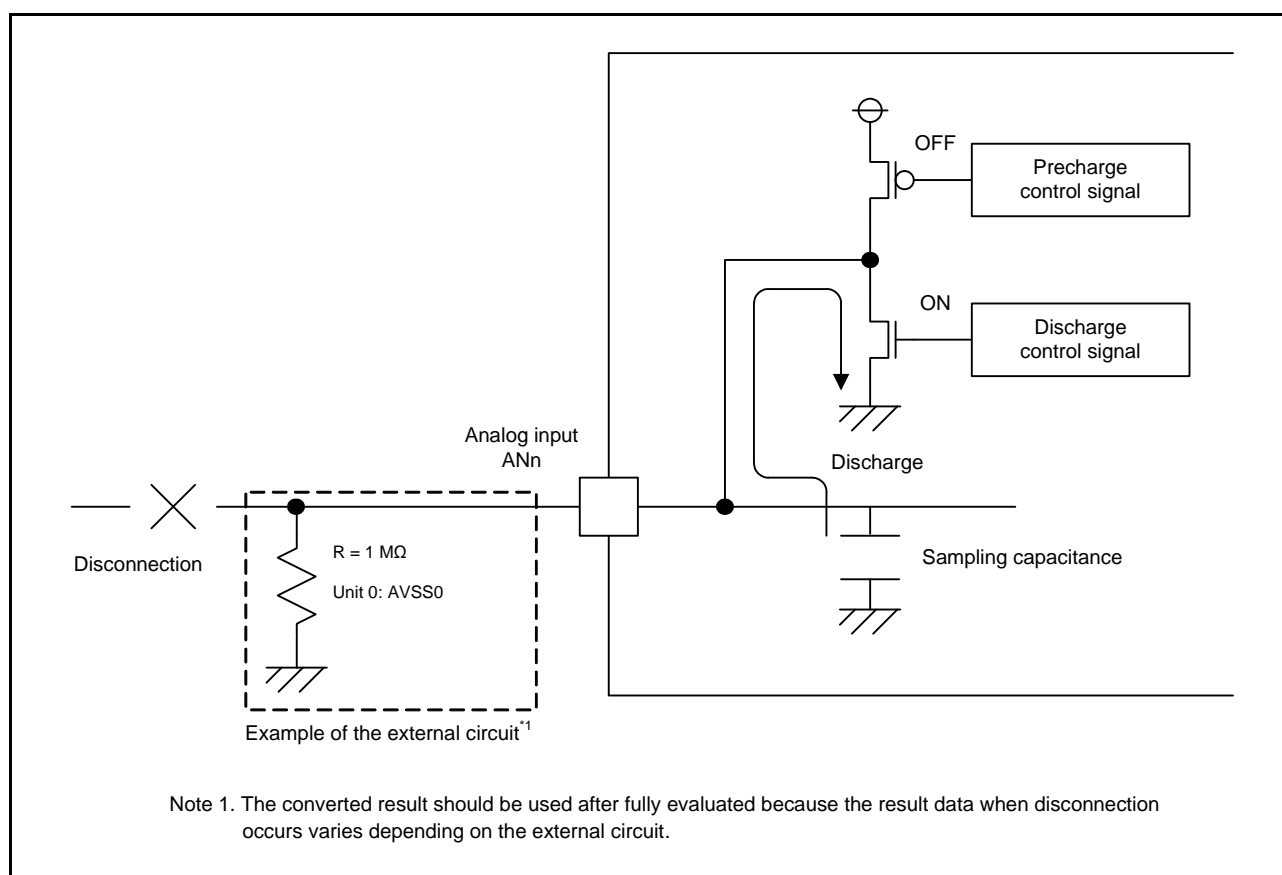 OFF
Precharge
control signal
ON
Discharge
control signal
Analog input
ANn
Discharge
Disconnection
R = 1 MΩ
Unit 0: AVSS0
Sampling capacitance
Example of the external circuit*1
Note 1. The converted result should be used after fully evaluated because the result data when disconnection
occurs varies depending on the external circuit.